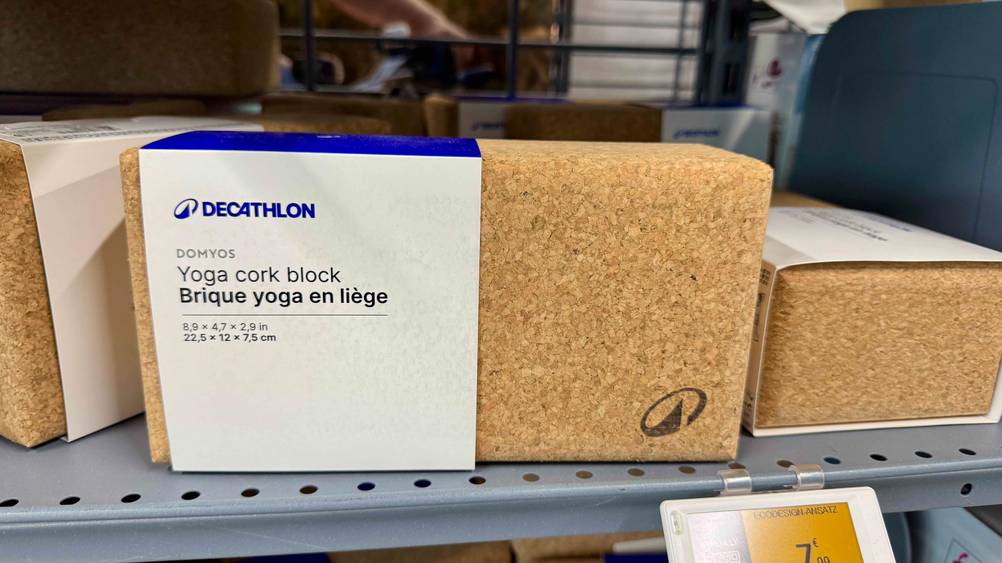 DECATHLON
DOMYOS
Yoga cork block
Brique yoga en liège
8,9 × 4,7 × 2,9 in
22,5 × 12 × 7,5 cm
ECODESIGN-ANSATZ
7 €